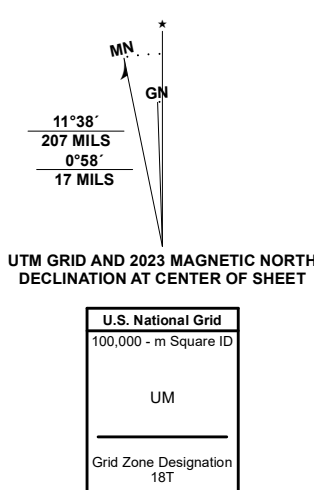 MN
GN
11°38´
207 MILS
0°58´
17 MILS
UTM GRID AND 2023 MAGNETIC NORTH
DECLINATION AT CENTER OF SHEET
U.S. National Grid
100,000 - m Square ID
UM
Grid Zone Designation
18T